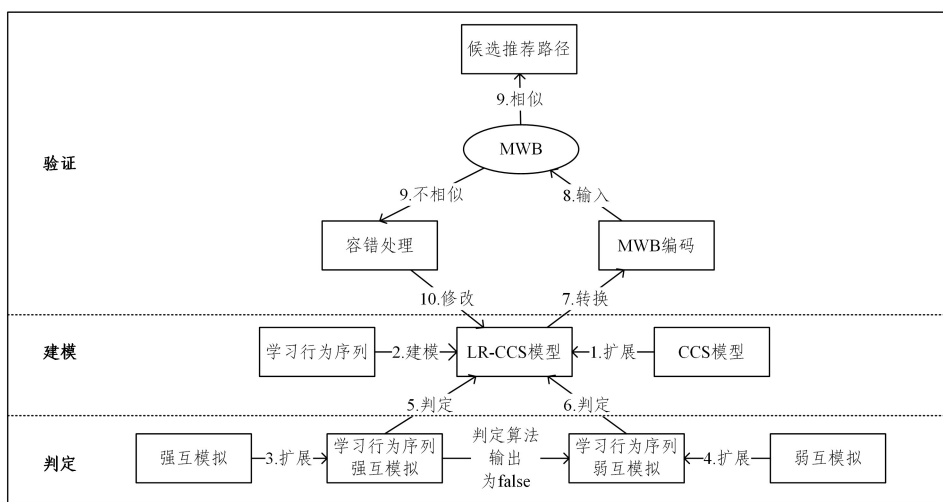 候选推荐路径
9.相似
验证
MWB
9.不相似
8.输入
容错处理
MWB编码
10.修改
7.转换
建模
学习行为序列
2.建模
LR-CCS模型
1.扩展
CCS模型
5.判定
6.判定
判定
强互模拟
3.扩展
学习行为序列
强互模拟
判定算法
输出
为false
学习行为序列
弱互模拟
4.扩展
弱互模拟